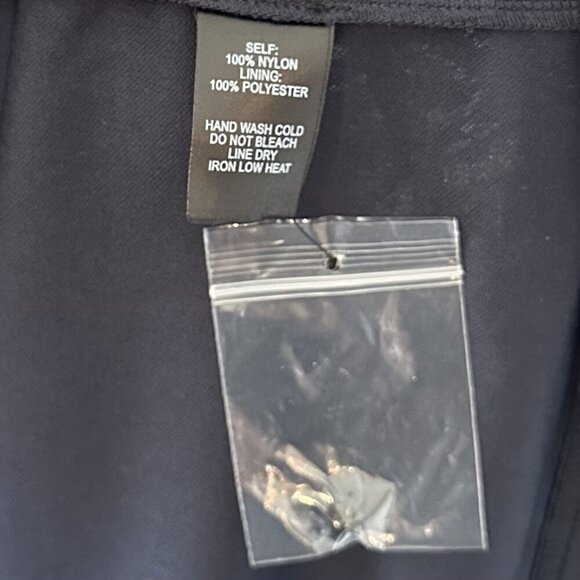 SELF:
100% NYLON
LINING:
100% POLYESTER
HAND WASH COLD
DO NOT BLEACH
LINE DRY
IRON LOW HEAT